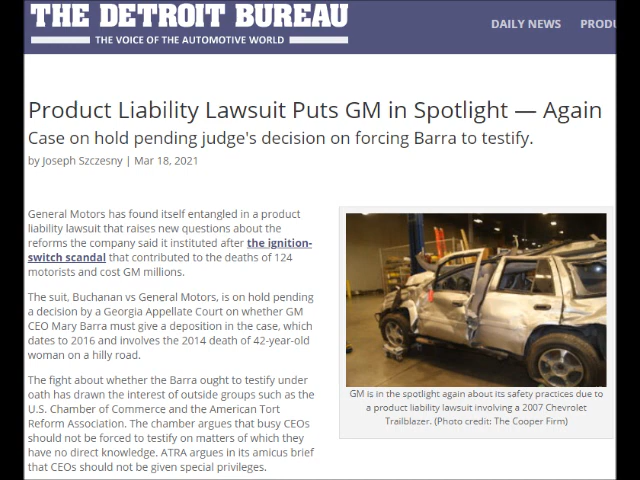 THE DETROIT BUREAU
THE VOICE OF THE AUTOMOTIVE WORLD
DAILY NEWS PRODU
Product Liability Lawsuit Puts GM in Spotlight — Again
Case on hold pending judge's decision on forcing Barra to testify.
by Joseph Szczesny | Mar 18, 2021
General Motors has found itself entangled in a product
liability lawsuit that raises new questions about the
reforms the company said it instituted after the ignition-
switch scandal that contributed to the deaths of 124
motorists and cost GM millions.
The suit, Buchanan vs General Motors, is on hold pending
a decision by a Georgia Appellate Court on whether GM
CEO Mary Barra must give a deposition in the case, which
dates to 2016 and involves the 2014 death of 42-year-old
woman on a hilly road.
The fight about whether the Barra ought to testify under
oath has drawn the interest of outside groups such as the
U.S. Chamber of Commerce and the American Tort
Reform Association. The chamber argues that busy CEOs
should not be forced to testify on matters of which they
have no direct knowledge. ATRA argues in its amicus brief
that CEOs should not be given special privileges.
GM is in the spotlight again about its safety practices due to
a product liability lawsuit involving a 2007 Chevrolet
Trailblazer. (Photo credit: The Cooper Firm)